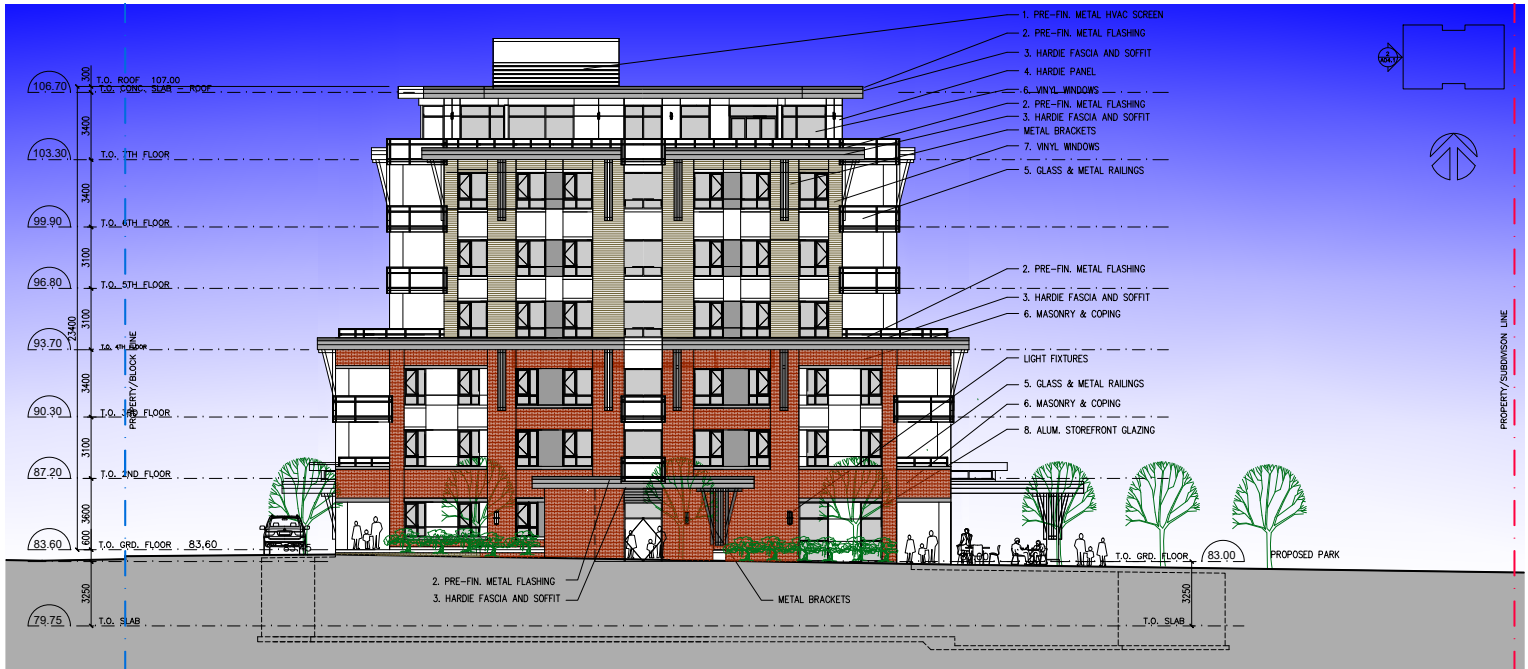 1. PRE-FIN. METAL HVAC SCREEN
2. PRE-FIN. METAL FLASHING
3. HARDIE FASCIA AND SOFFIT
4. HARDIE PANEL
6. VINYL WINDOWS
2. PRE-FIN. METAL FLASHING
3. HARDIE FASCIA AND SOFFIT
METAL BRACKETS
7. VINYL WINDOWS
5. GLASS & METAL RAILINGS
2. PRE-FIN. METAL FLASHING
3. HARDIE FASCIA AND SOFFIT
6. MASONRY & COPING
LIGHT FIXTURES
5. GLASS & METAL RAILINGS
6. MASONRY & COPING
8. ALUM. STOREFRONT GLAZING
T.O. ROOF 107.00
106.70 T.O. CONC. SLAB - ROOF
103.30 T.O. 7TH FLOOR
99.90 T.O. 6TH FLOOR
96.80 T.O. 5TH FLOOR
93.70 T.O. 4TH FLOOR
90.30 T.O. 3RD FLOOR
87.20 T.O. 2ND FLOOR
83.60 T.O. GRD. FLOOR 83.60
79.75 T.O. SLAB
300
3400
3400
3100
3100
23400
3400
3100
3600
600
3250
PROPERTY/BLOCK LINE
PROPERTY/SUBDIVISON LINE
T.O. GRD. FLOOR 83.00 PROPOSED PARK
3250
T.O. SLAB
2. PRE-FIN. METAL FLASHING
3. HARDIE FASCIA AND SOFFIT
METAL BRACKETS